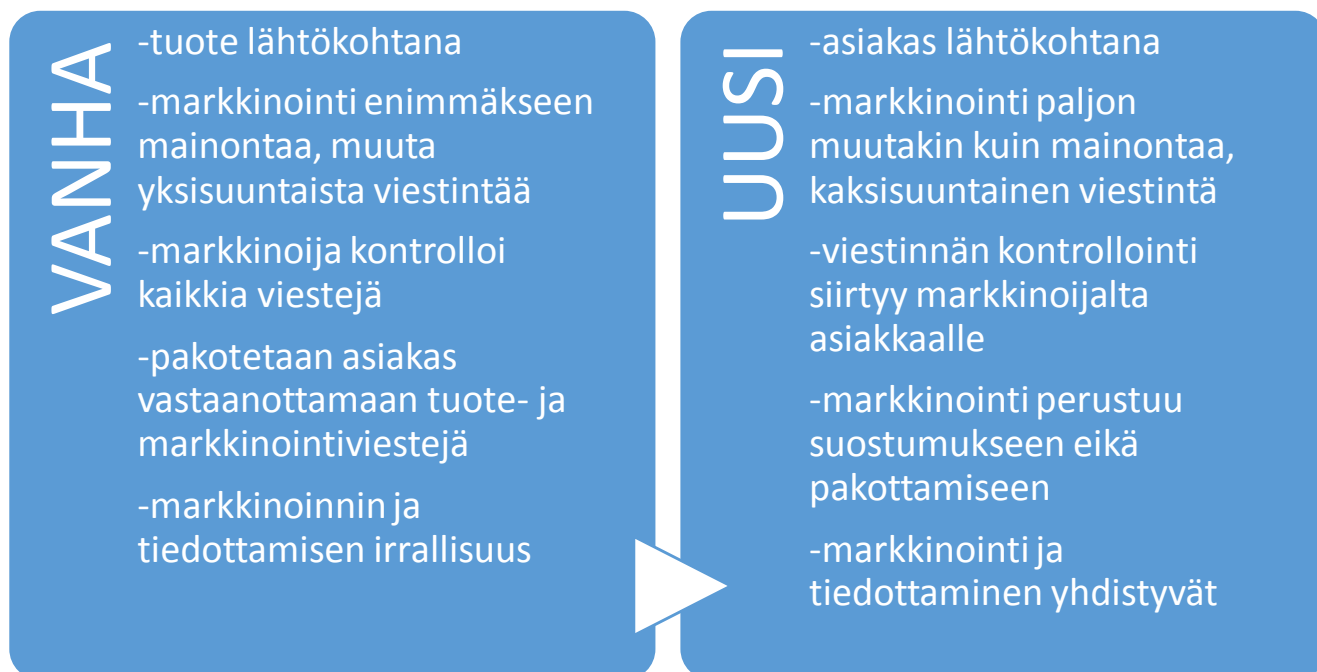 VANHA
-tuote lähtökohtana
-markkinointi enimmäkseen
mainontaa, muuta
yksisuuntaista viestintää
-markkinoija kontrolloi
kaikkia viestejä
-pakotetaan asiakas
vastaanottamaan tuote- ja
markkinointiviestejä
-markkinoinnin ja
tiedottamisen irrallisuus
UUSI
-asiakas lähtökohtana
-markkinointi paljon
muutakin kuin mainontaa,
kaksisuuntainen viestintä
-viestinnän kontrollointi
siirtyy markkinoijalta
asiakkaalle
-markkinointi perustuu
suostumukseen eikä
pakottamiseen
-markkinointi ja
tiedottaminen yhdistyvät